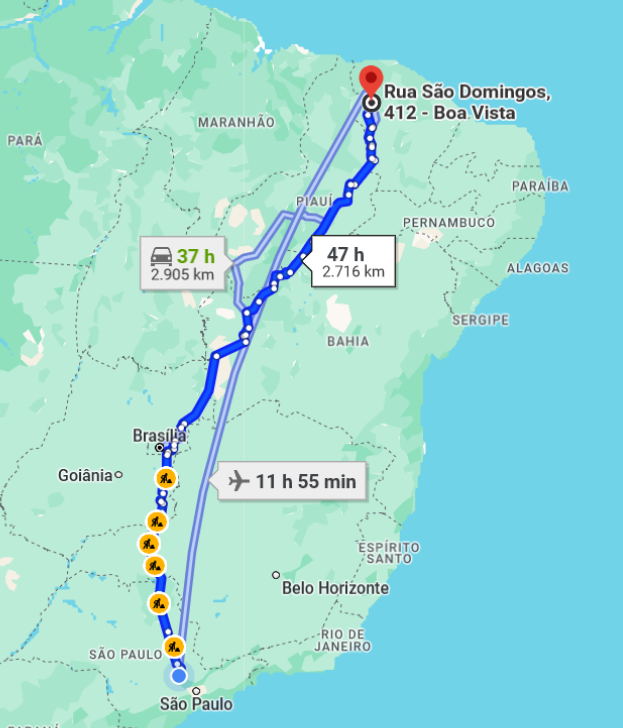 Rua São Domingos,
412 - Boa Vista
MARANHÃO
PARÁ
PARAÍBA
PIAUÍ
PERNAMBUCO
37 h
2.905 km
47 h
2.716 km
ALAGOAS
SERGIPE
BAHIA
Brasília
Goiânia
11 h 55 min
ESPÍRITO
SANTO
Belo Horizonte
RIO DE
JANEIRO
SÃO PAULO
São Paulo